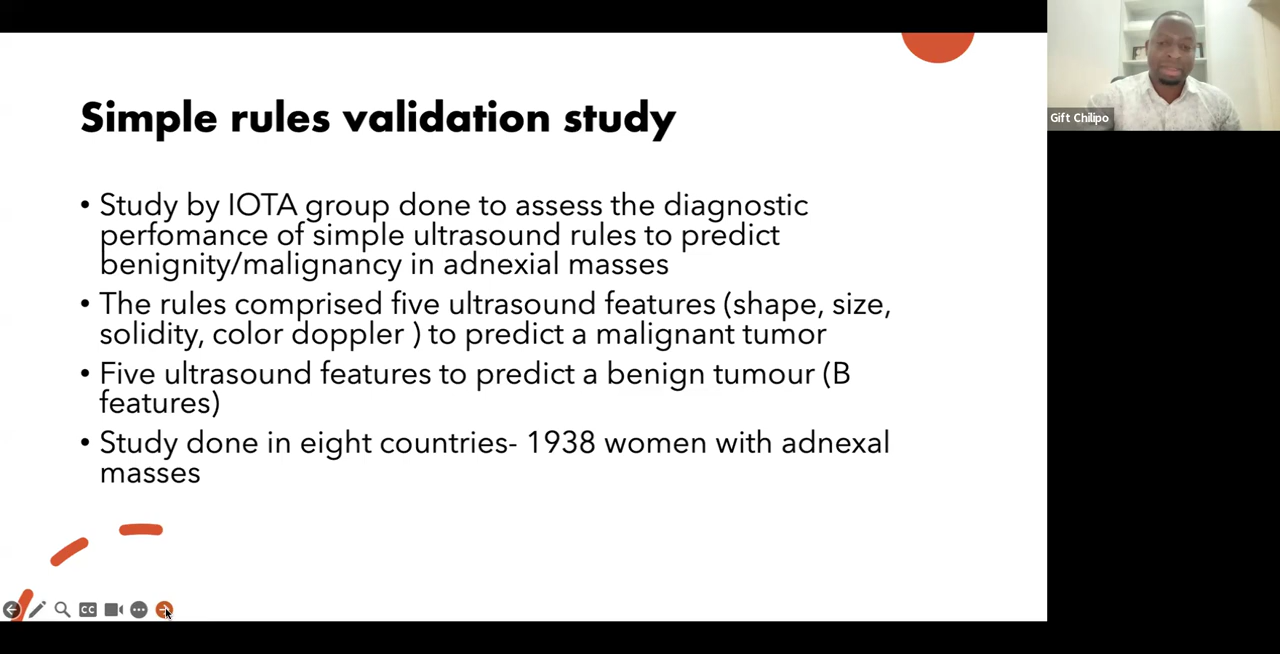 Simple rules validation study
• Study by IOTA group done to assess the diagnostic
perfomance of simple ultrasound rules to predict
benignity/malignancy in adnexial masses
• The rules comprised five ultrasound features (shape, size,
solidity, color doppler ) to predict a malignant tumor
• Five ultrasound features to predict a benign tumour (B
features)
• Study done in eight countries- 1938 women with adnexal
masses
Gift Chilipo
CC